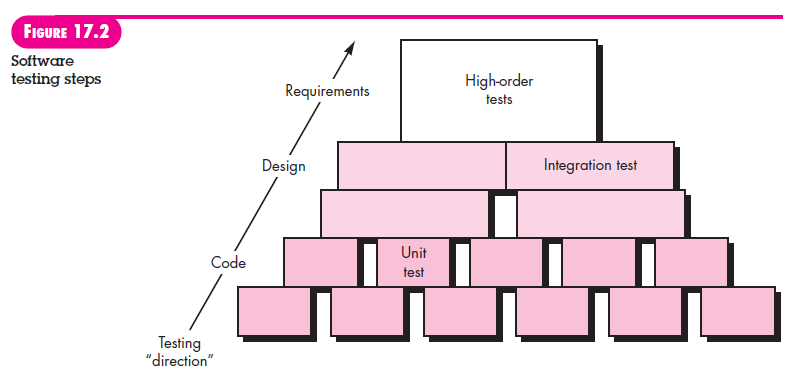 FIGURE 17.2
Software
testing steps
Requirements
High-order
tests
Design
Integration test
Code
Unit
test
Testing
“direction”